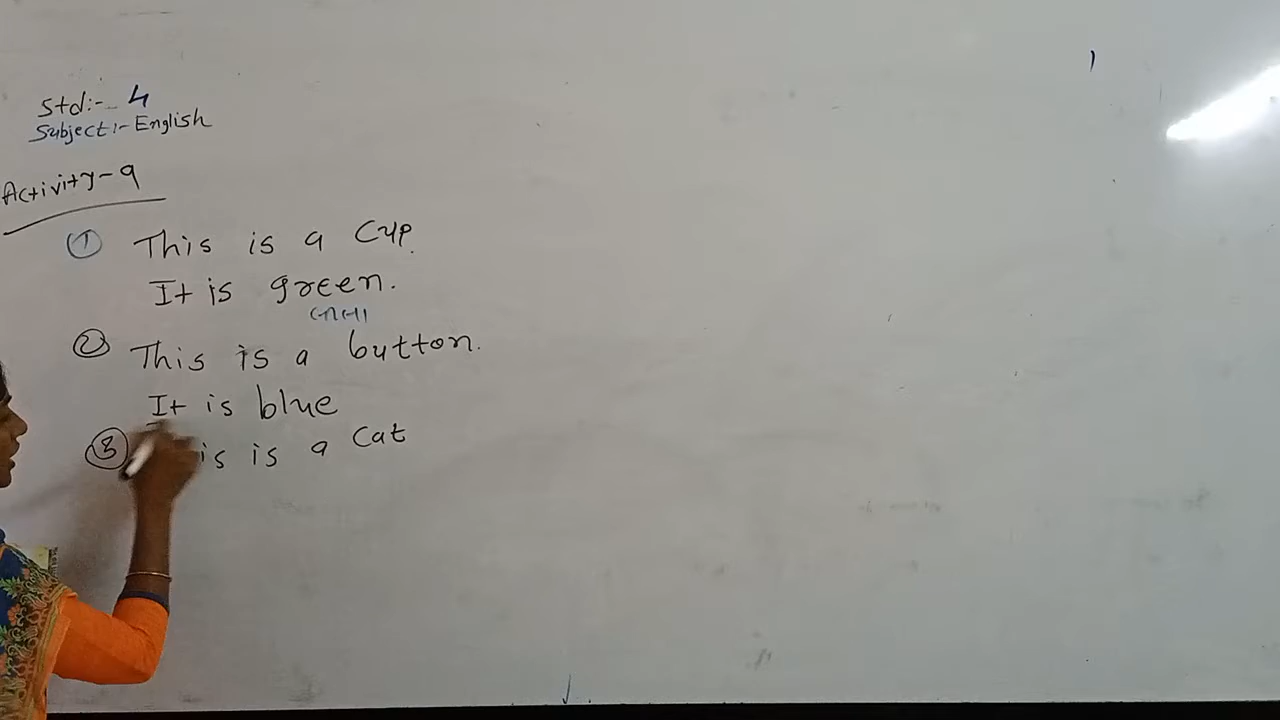 Std:- 4
Subject:- English
Activity-9
① This is a Cup.
It is green.
② This is a button.
It is blue
③ is is a Cat